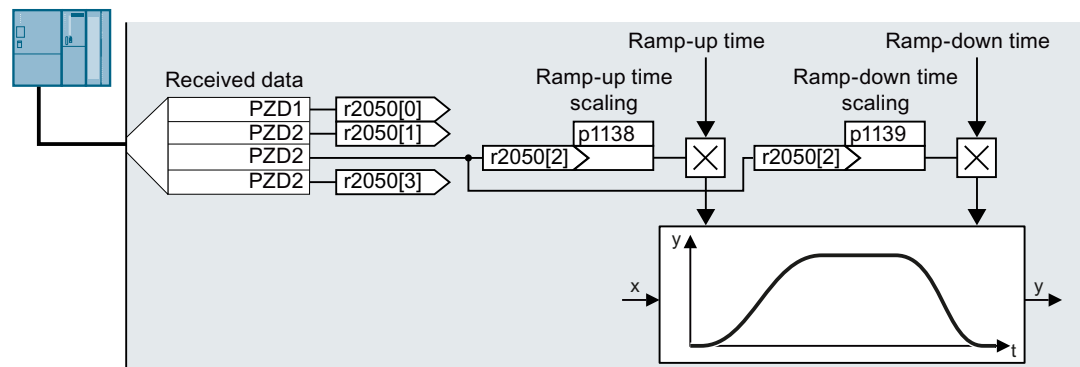 Ramp-up time
Ramp-down time
Received data
Ramp-up time
scaling
Ramp-down time
scaling
PZD1
r2050[0]
PZD2
r2050[1]
p1138
p1139
PZD2
r2050[2]
r2050[2]
PZD2
r2050[3]
y
x
y
t